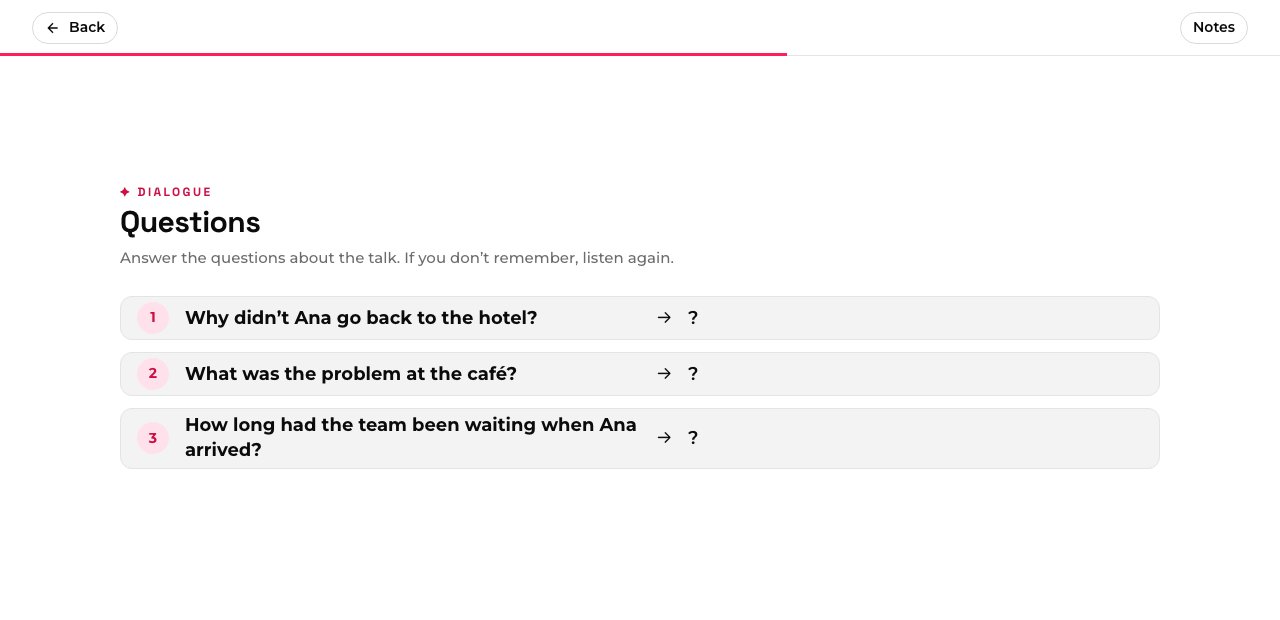 ← Back
Notes
✦ DIALOGUE
Questions
Answer the questions about the talk. If you don’t remember, listen again.
1 Why didn’t Ana go back to the hotel? → ?
2 What was the problem at the café? → ?
3 How long had the team been waiting when Ana
arrived? → ?